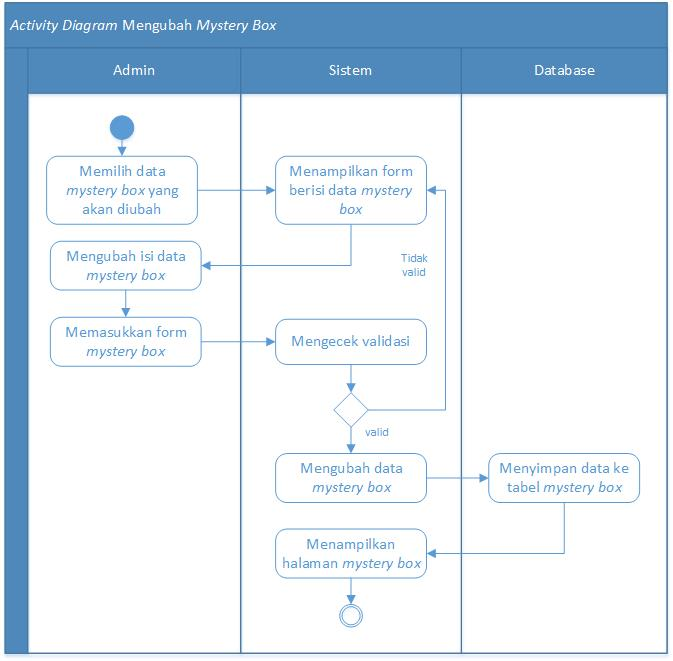 Activity Diagram Mengubah Mystery Box
Admin
Sistem
Database
Memilih data
mystery box yang
akan diubah
Menampilkan form
berisi data mystery
box
Mengubah isi data
mystery box
Tidak
valid
Memasukkan form
mystery box
Mengecek validasi
valid
Mengubah data
mystery box
Menyimpan data ke
tabel mystery box
Menampilkan
halaman mystery box